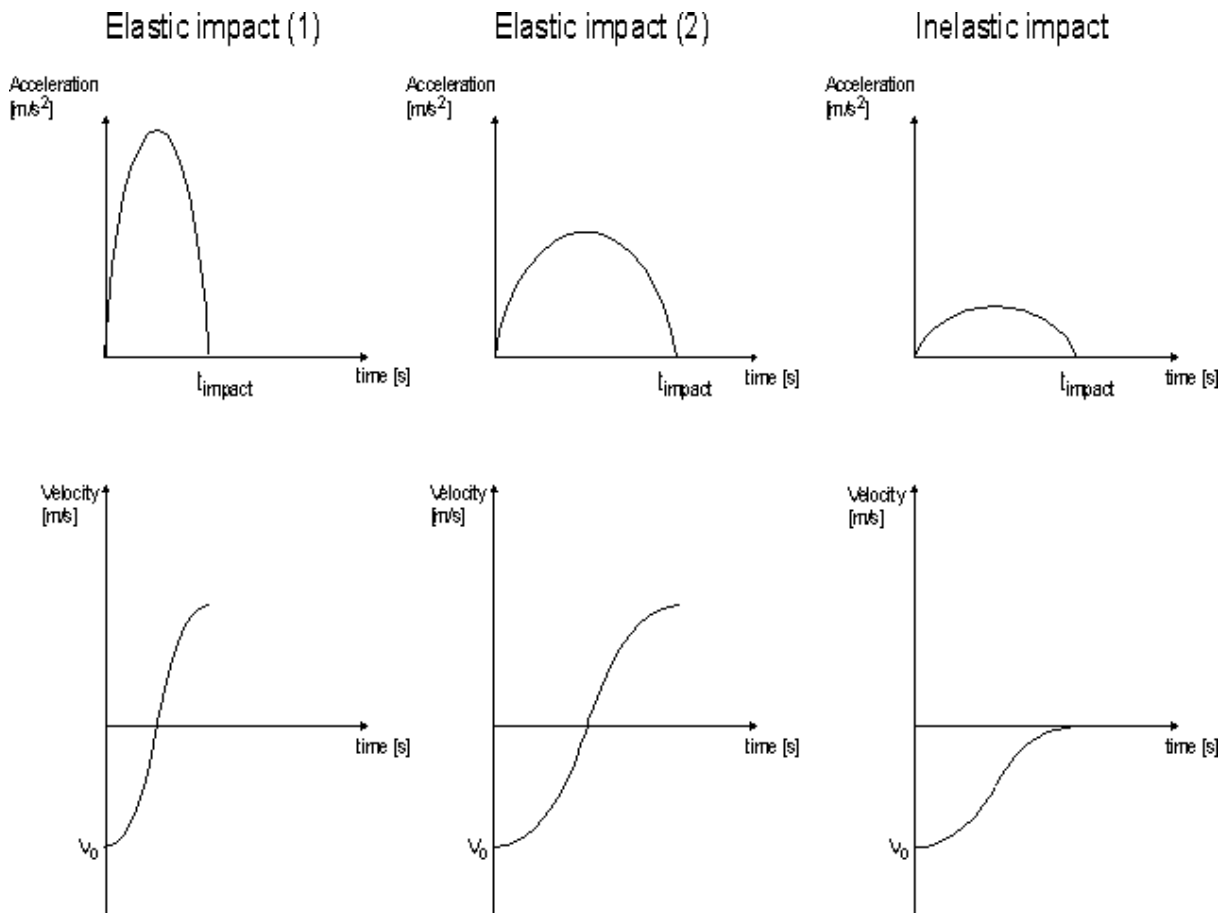 Elastic impact (1)
Elastic impact (2)
Inelastic impact
Acceleration
[m/s²]
t_impact
time [s]
Acceleration
[m/s²]
t_impact
time [s]
Acceleration
[m/s²]
t_impact
time [s]
Velocity
[m/s]
time [s]
V₀
Velocity
[m/s]
time [s]
V₀
Velocity
[m/s]
time [s]
V₀